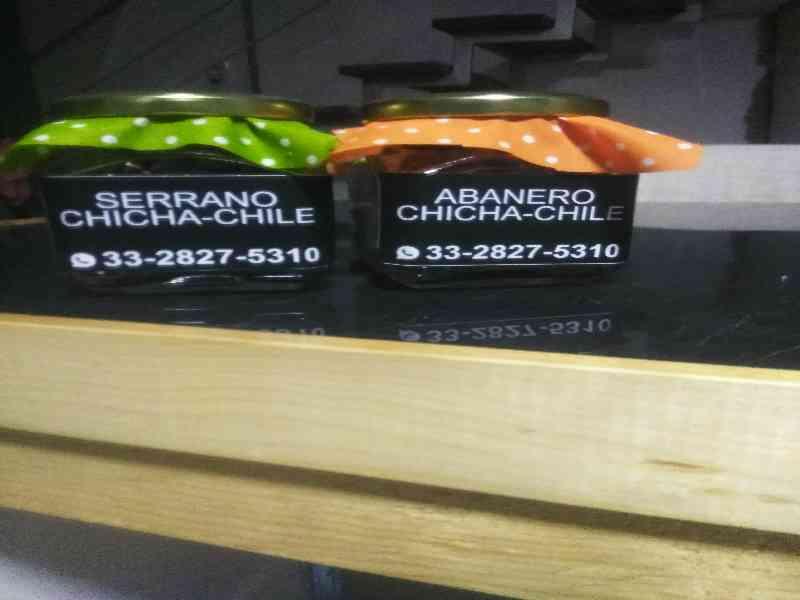 SERRANO
CHICHA-CHILE
33-2827-5310
ABANERO
CHICHA-CHILE
33-2827-5310